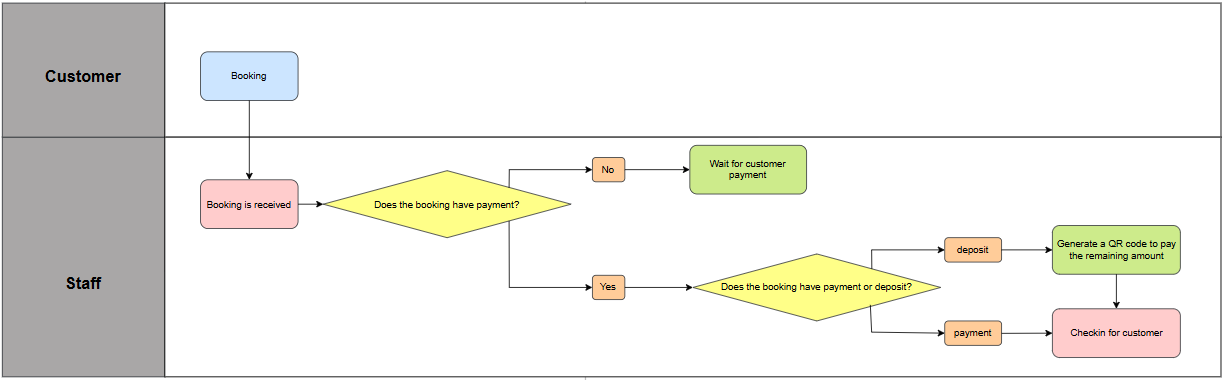 Customer
Booking
Staff
Booking is received
Does the booking have payment?
No
Wait for customer
payment
Yes
Does the booking have payment or deposit?
deposit
Generate a QR code to pay
the remaining amount
payment
Checkin for customer